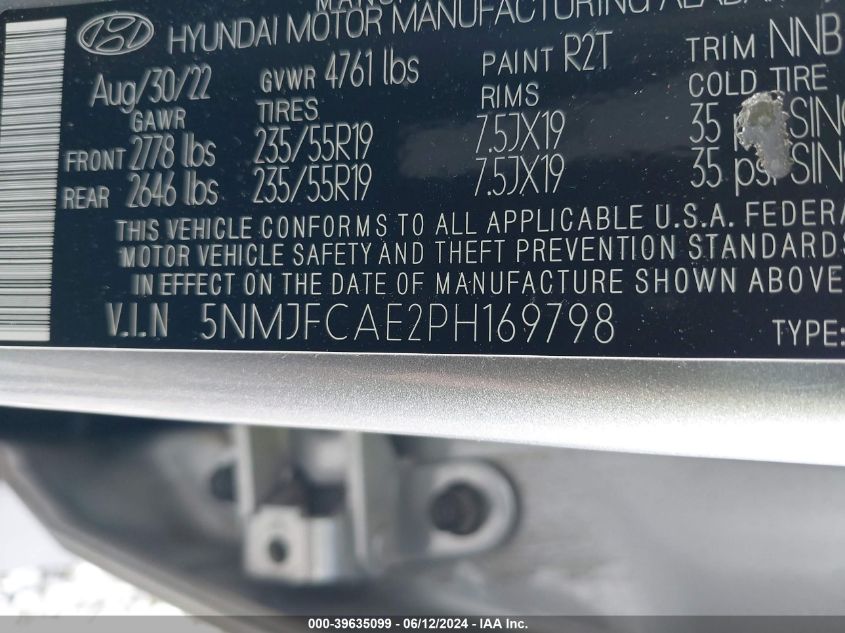 HYUNDAI MOTOR MANUFACTURING
Aug/30/22 GVWR 4761 lbs PAINT R2T TRIM NNB
GAWR TIRES RIMS COLD TIRE
FRONT 2778 lbs 235/55R19 7.5JX19 35
REAR 2646 lbs 235/55R19 7.5JX19 35 psi
THIS VEHICLE CONFORMS TO ALL APPLICABLE U.S.A. FEDERA
MOTOR VEHICLE SAFETY AND THEFT PREVENTION STANDARDS
IN EFFECT ON THE DATE OF MANUFACTURE SHOWN ABOVE
V.I.N 5NMJFCAE2PH169798 TYPE:
000-39635099 - 06/12/2024 - IAA Inc.